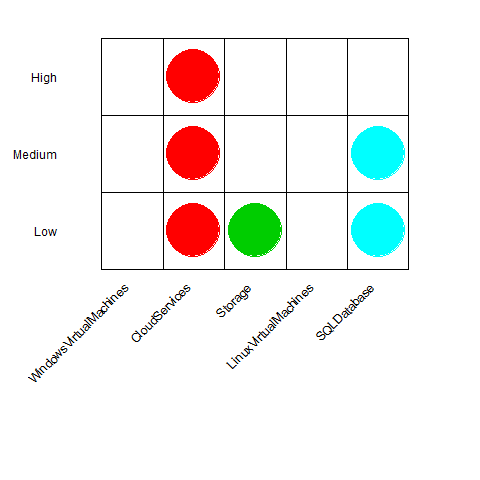 High
Medium
Low
WindowsVirtualMachines
CloudServices
Storage
LinuxVirtualMachines
SQLDatabase